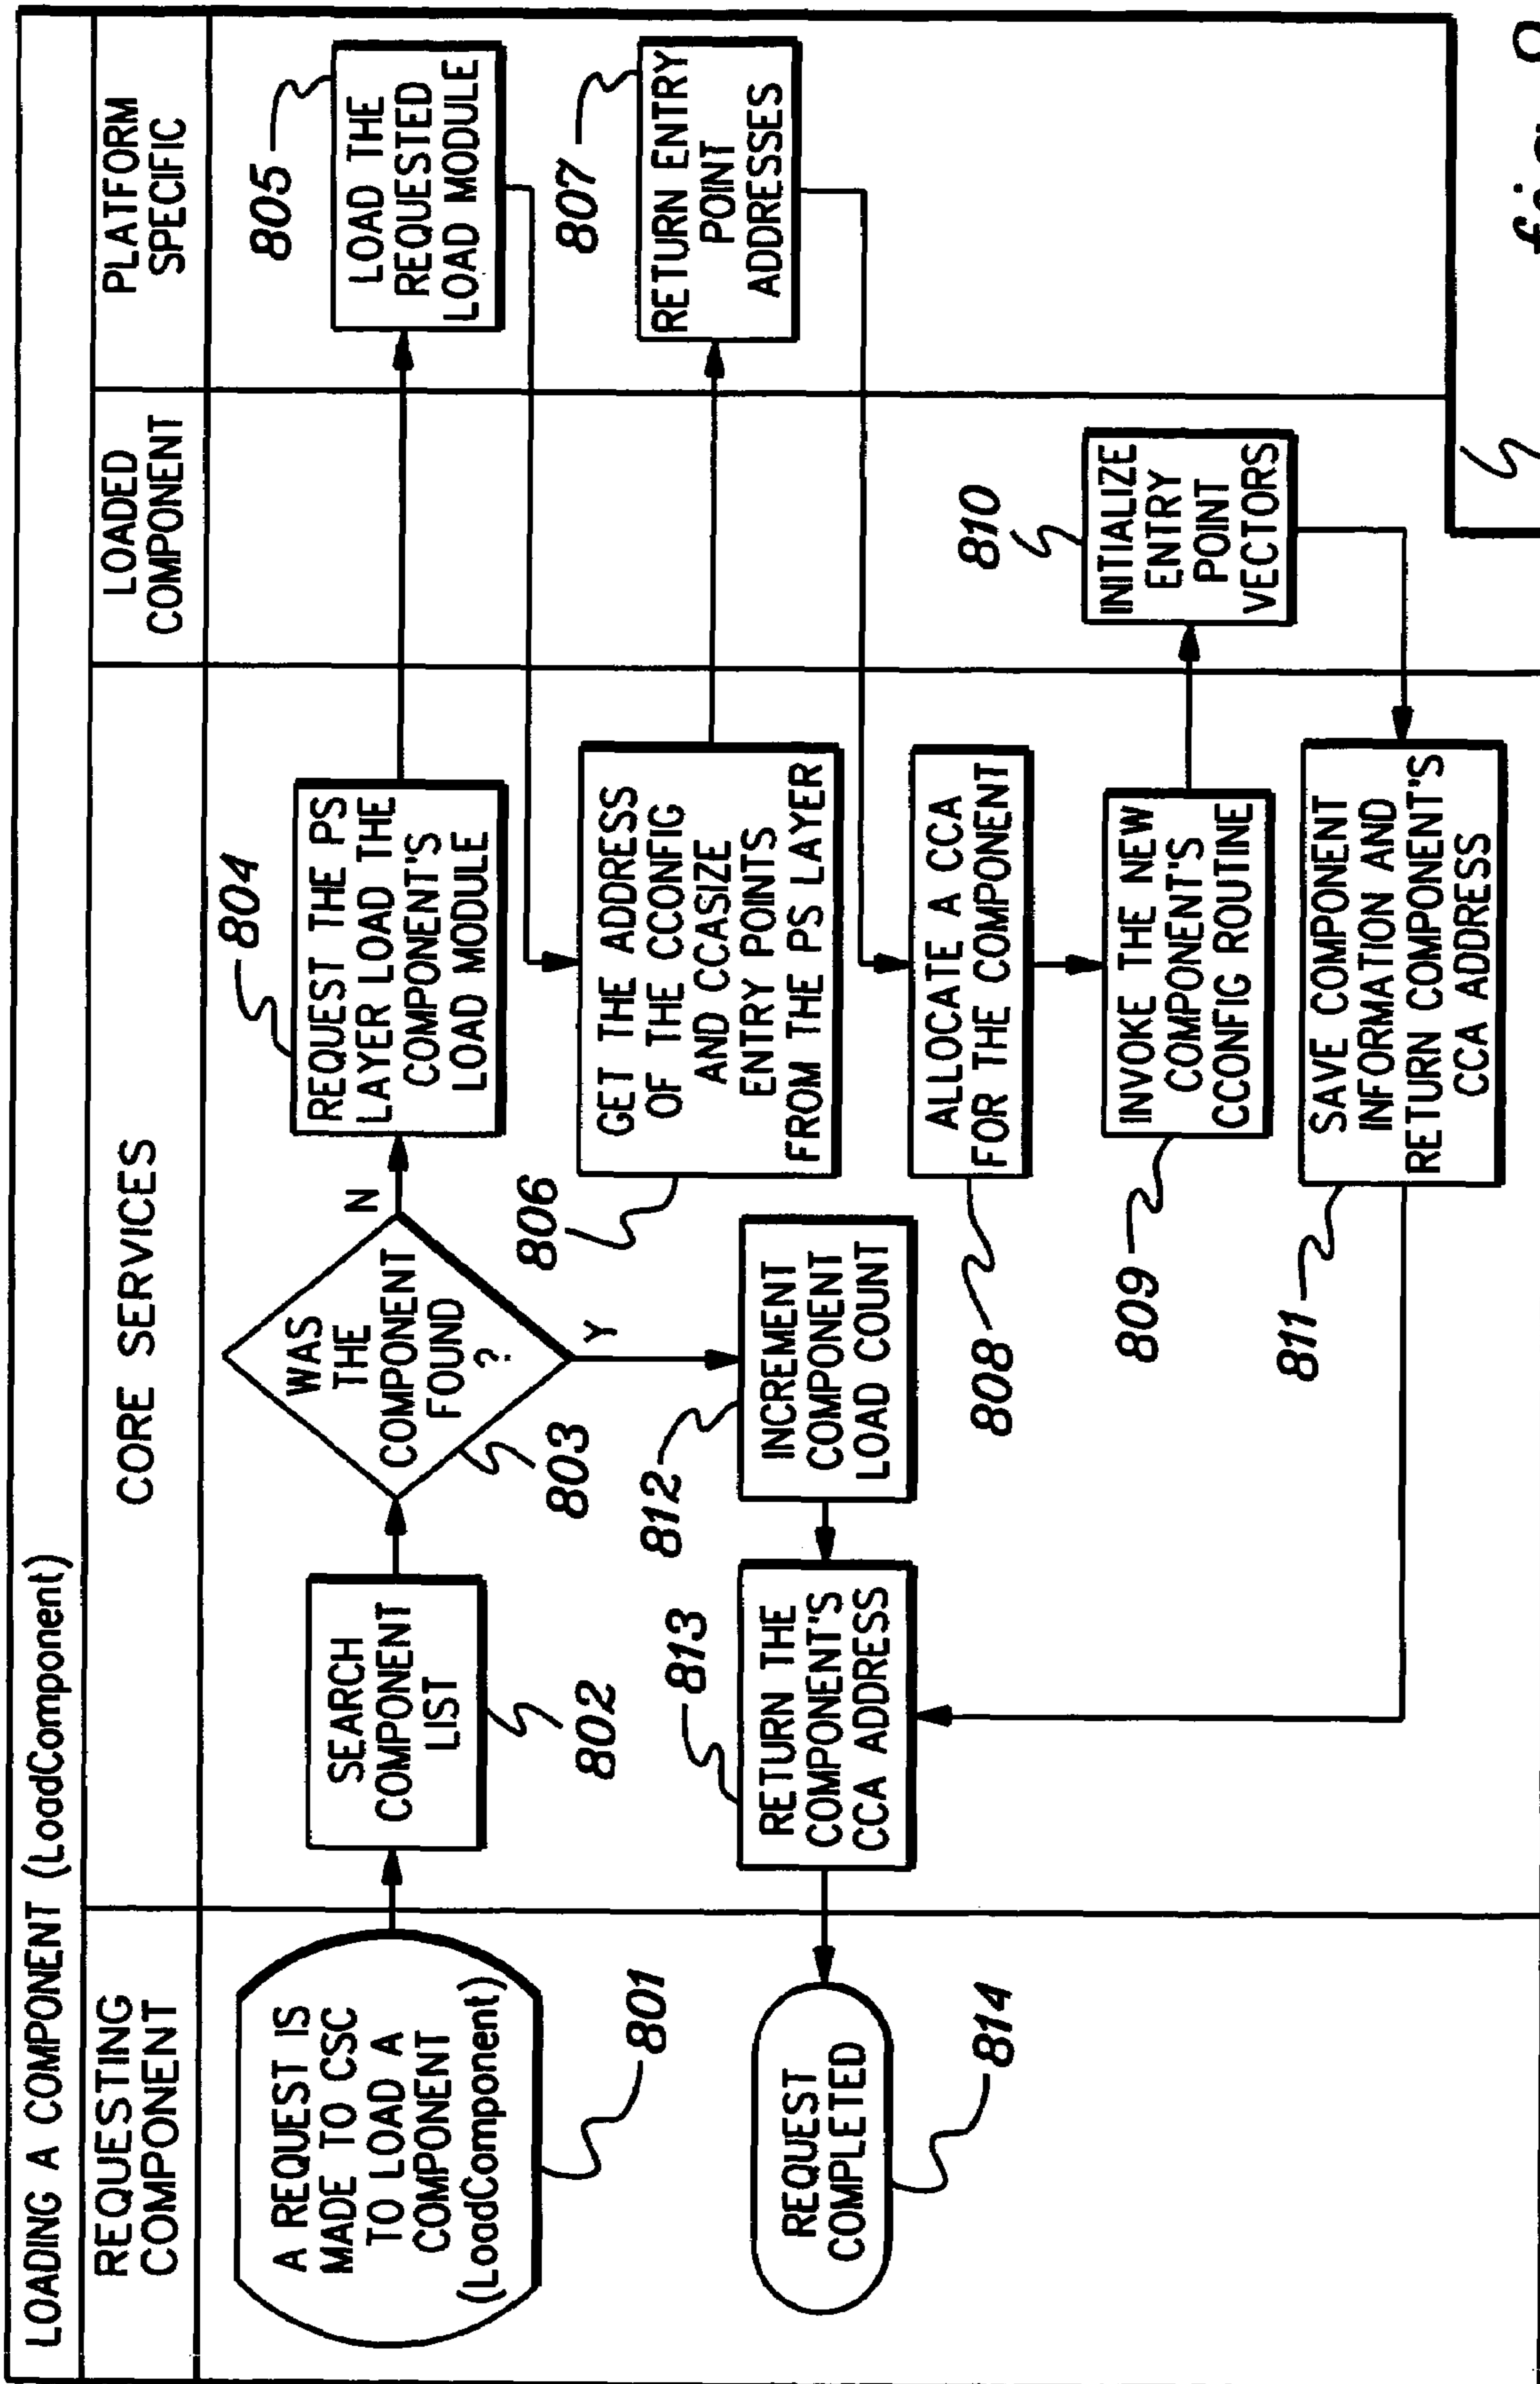 LOADING A COMPONENT (LoadComponent)
REQUESTING
COMPONENT
CORE SERVICES
LOADED
COMPONENT
PLATFORM
SPECIFIC
A REQUEST IS
MADE TO CSC
TO LOAD A
COMPONENT
(LoadComponent)
801
SEARCH
COMPONENT
LIST
802
WAS
THE
COMPONENT
FOUND
?
803
N
Y
804
REQUEST THE PS
LAYER LOAD THE
COMPONENT'S
LOAD MODULE
805
LOAD THE
REQUESTED
LOAD MODULE
806
GET THE ADDRESS
OF THE CCONFIG
AND CCASIZE
ENTRY POINTS
FROM THE PS LAYER
807
RETURN ENTRY
POINT
ADDRESSES
808
ALLOCATE A CCA
FOR THE COMPONENT
809
INVOKE THE NEW
COMPONENT'S
CCONFIG ROUTINE
810
INITIALIZE
ENTRY
POINT
VECTORS
811
SAVE COMPONENT
INFORMATION AND
RETURN COMPONENT'S
CCA ADDRESS
812
INCREMENT
COMPONENT
LOAD COUNT
813
RETURN THE
COMPONENT'S
CCA ADDRESS
REQUEST
COMPLETED
814